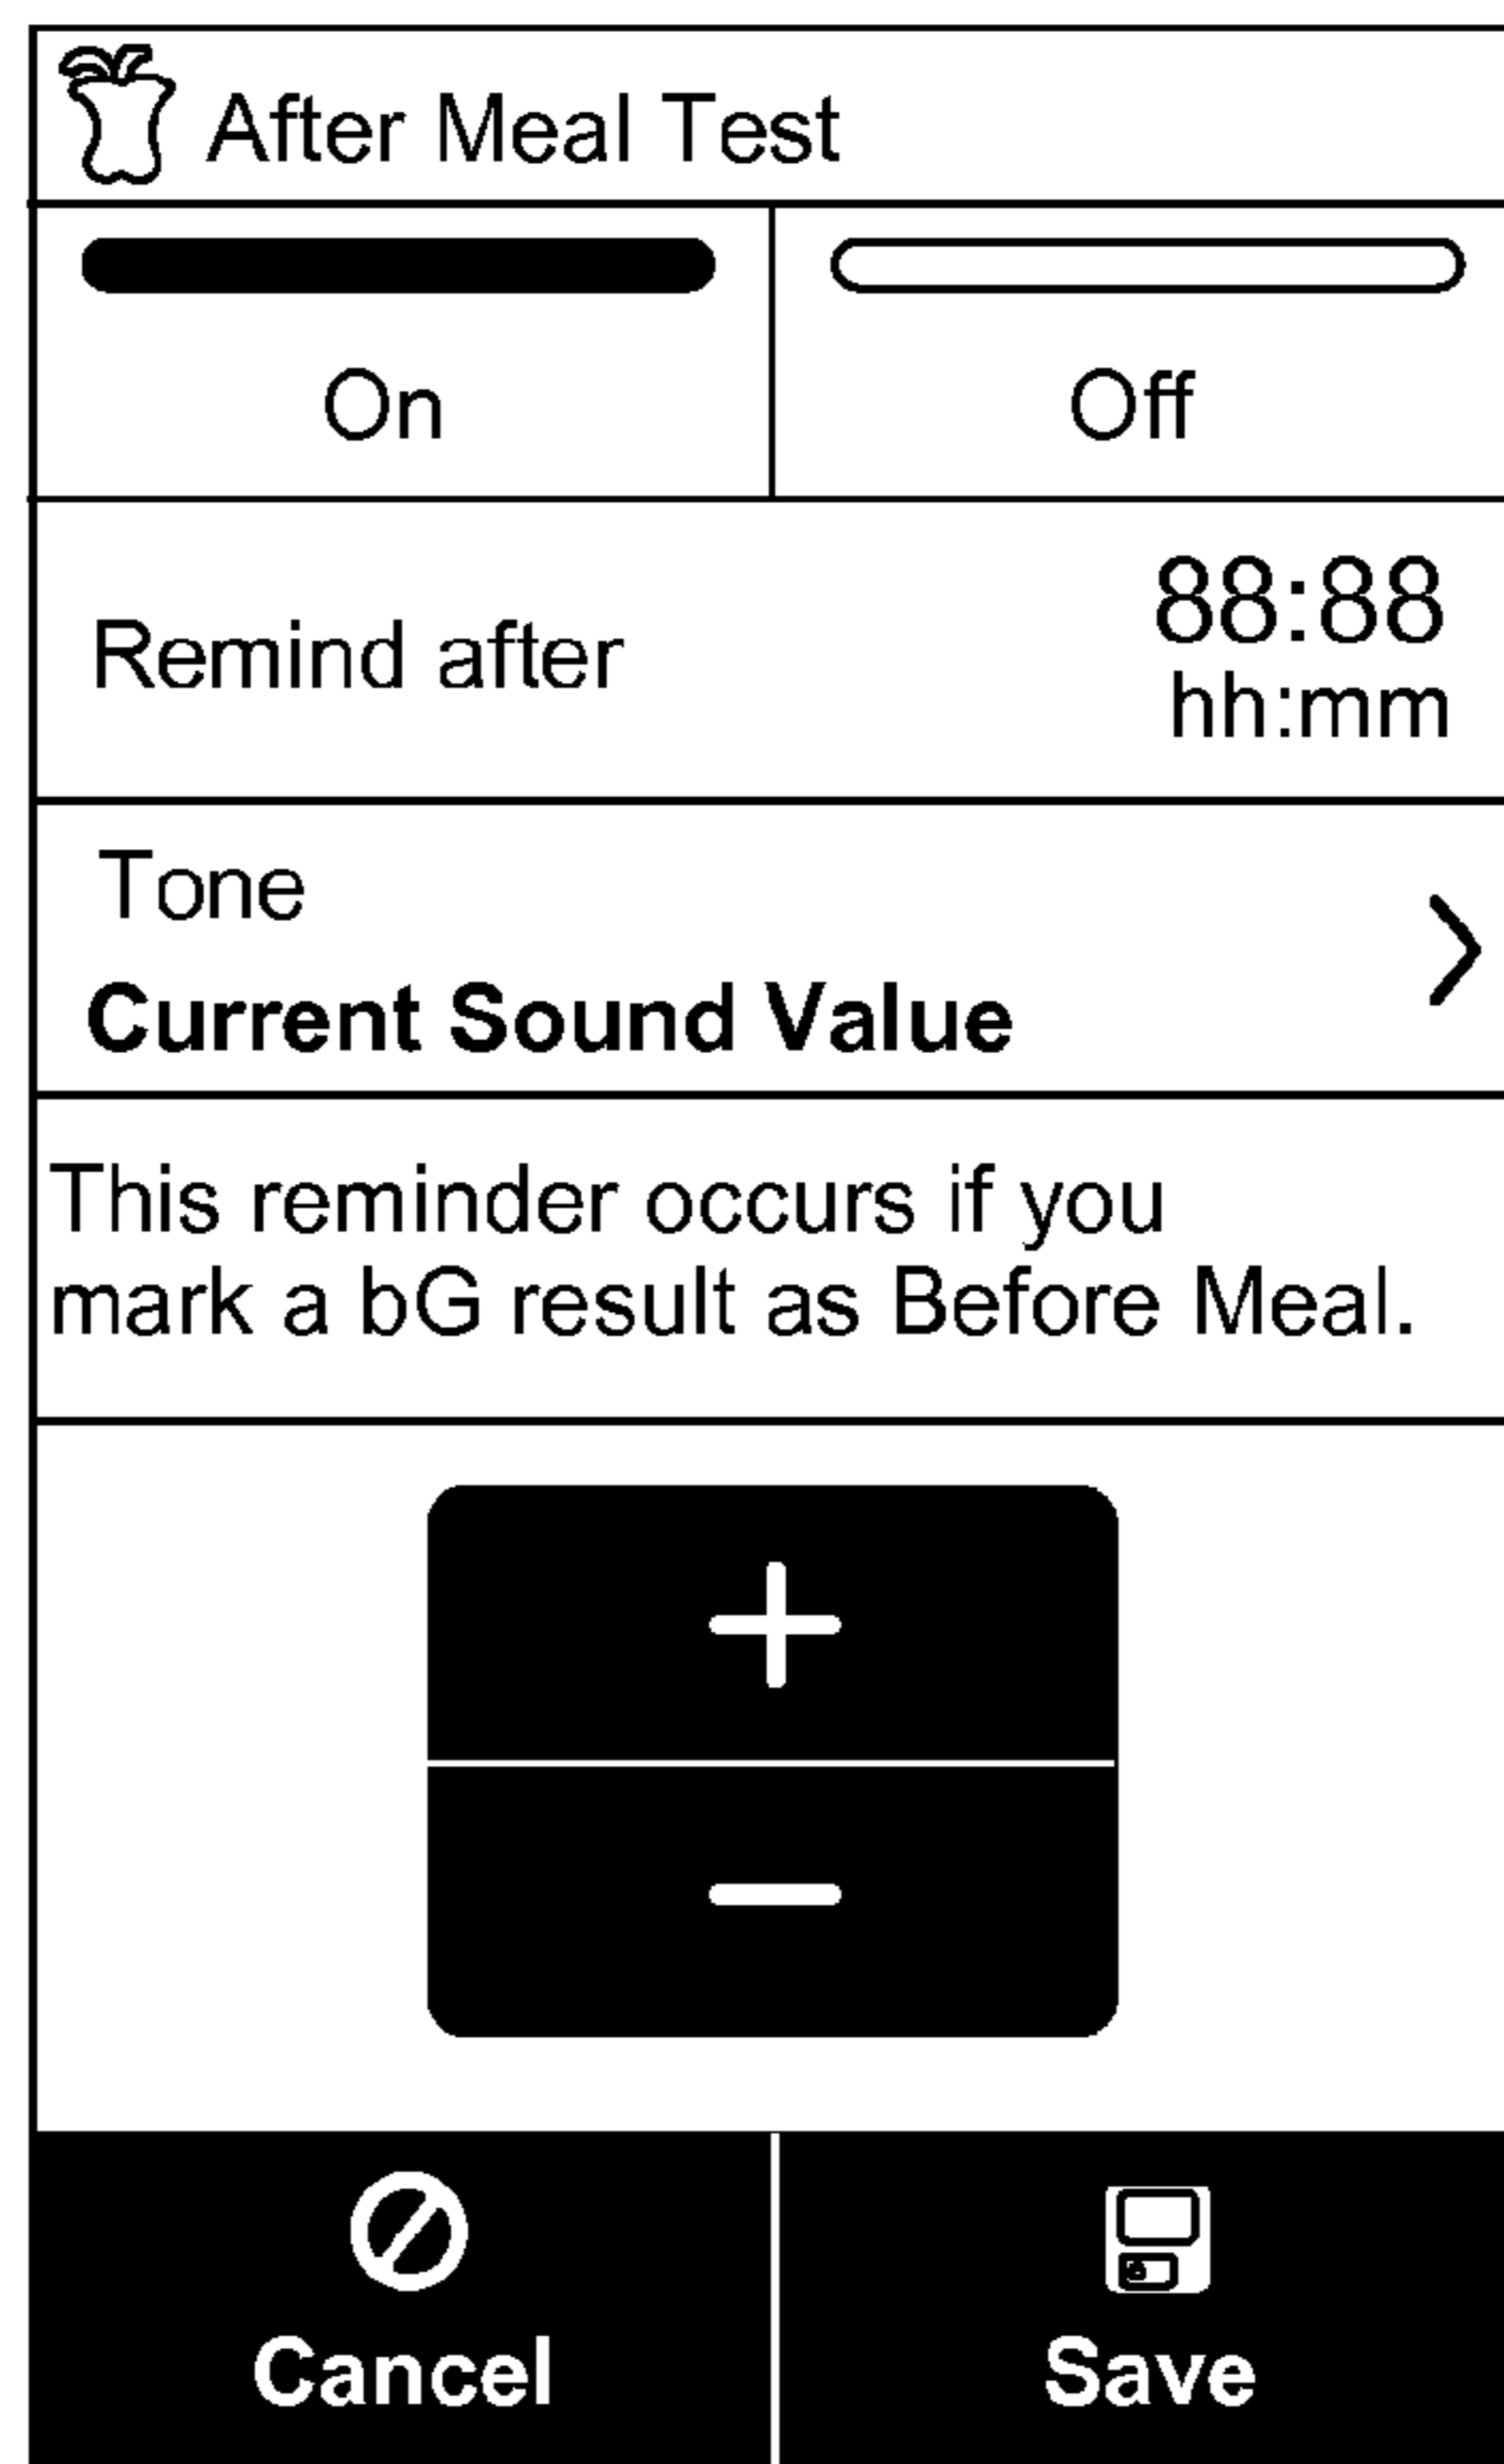 After Meal Test
On
Off
Remind after
88:88
hh:mm
Tone
Current Sound Value
This reminder occurs if you
mark a bG result as Before Meal.
+
−
Cancel
Save